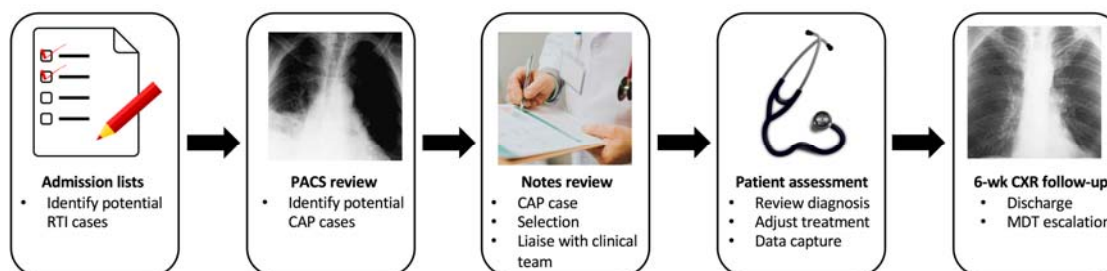 Admission lists
• Identify potential
RTI cases
PACS review
• Identify potential
CAP cases
Notes review
• CAP case
• Selection
• Liaise with clinical
team
Patient assessment
• Review diagnosis
• Adjust treatment
• Data capture
6-wk CXR follow-up
• Discharge
• MDT escalation